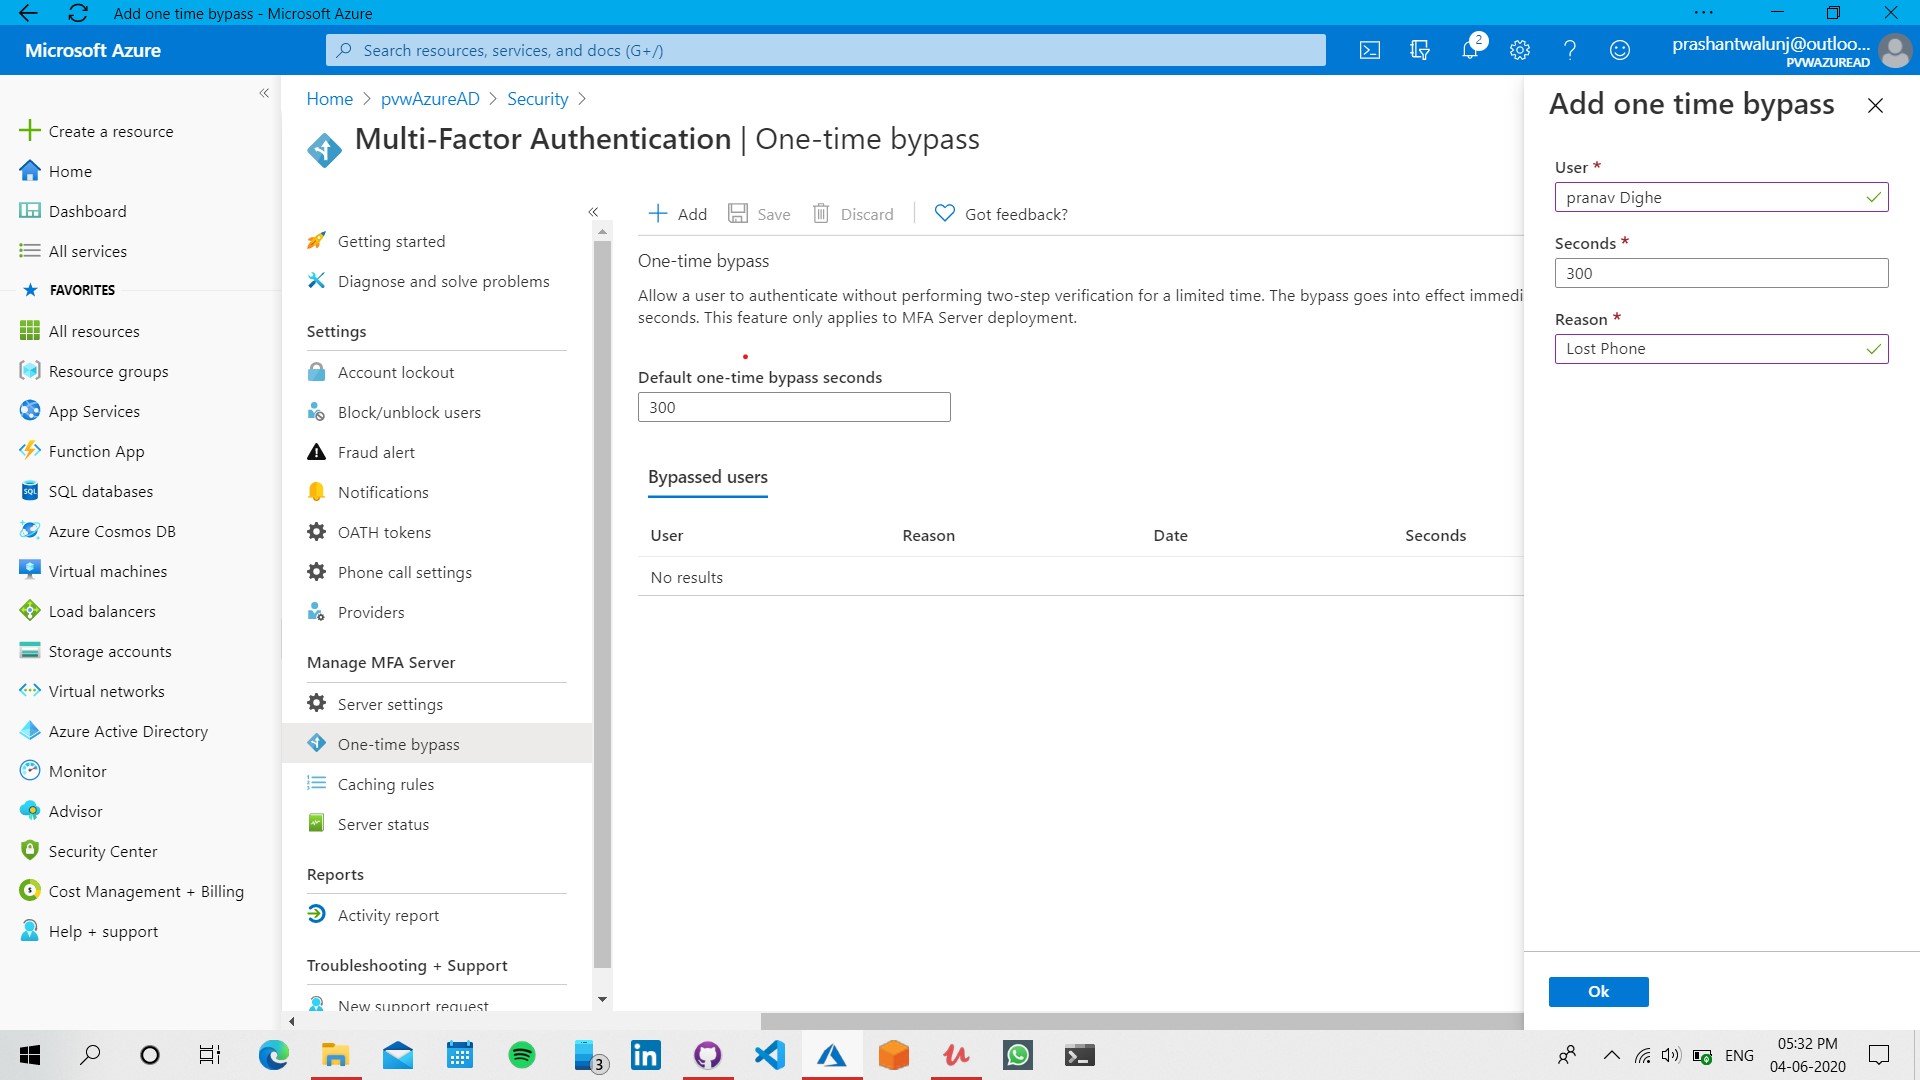 Add one time bypass - Microsoft Azure
Microsoft Azure
Search resources, services, and docs (G+/)
2
prashantwalunj@outloo...
PVWAZUREAD
Create a resource
Home
Dashboard
All services
FAVORITES
All resources
Resource groups
App Services
Function App
SQL databases
Azure Cosmos DB
Virtual machines
Load balancers
Storage accounts
Virtual networks
Azure Active Directory
Monitor
Advisor
Security Center
Cost Management + Billing
Help + support
Home > pvwAzureAD > Security >
Multi-Factor Authentication | One-time bypass
Getting started
Diagnose and solve problems
Settings
Account lockout
Block/unblock users
Fraud alert
Notifications
OATH tokens
Phone call settings
Providers
Manage MFA Server
Server settings
One-time bypass
Caching rules
Server status
Reports
Activity report
Troubleshooting + Support
New support request
Add Save Discard Got feedback?
One-time bypass
Allow a user to authenticate without performing two-step verification for a limited time. The bypass goes into effect immedi
seconds. This feature only applies to MFA Server deployment.
Default one-time bypass seconds
300
Bypassed users
User Reason Date Seconds
No results
Add one time bypass
User *
pranav Dighe
Seconds *
300
Reason *
Lost Phone
Ok
3
ENG
05:32 PM
04-06-2020